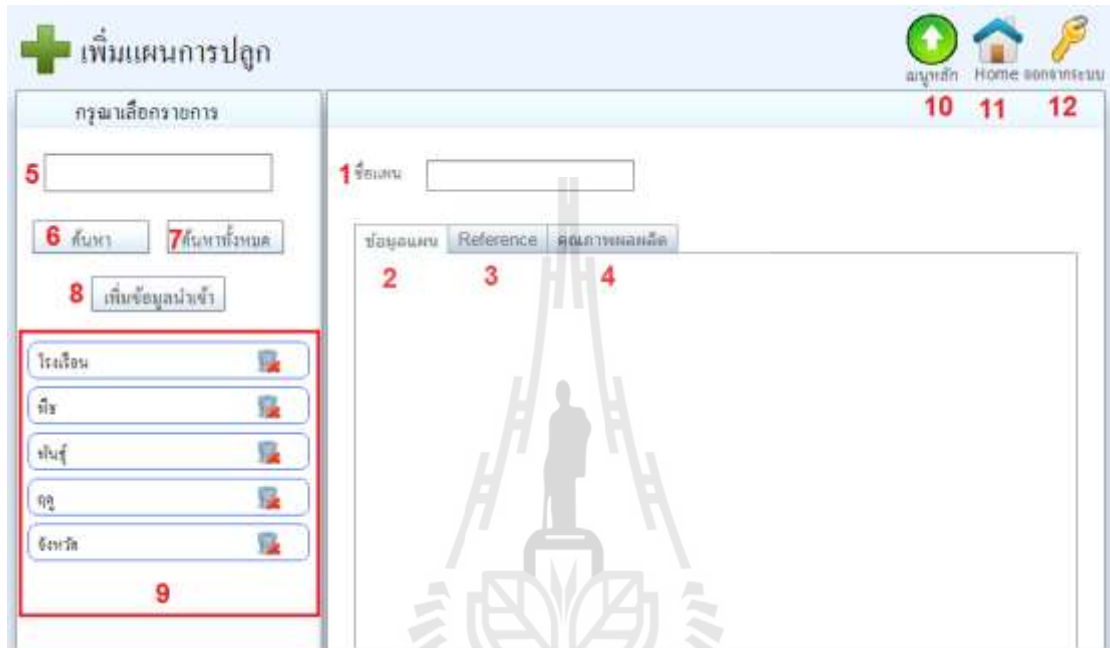 เพิ่มแผนการปลูก
เมนูหลัก Home ออกจากระบบ
10 11 12
กรุณาเลือกรายการ
5
1 ชื่อแผน
6 ค้นหา 7 ค้นหาทั้งหมด
ข้อมูลแผน Reference คุณภาพผลผลิต
2 3 4
8 เพิ่มข้อมูลนำเข้า
โรงเรือน
พืช
พันธุ์
ฤดู
จังหวัด
9